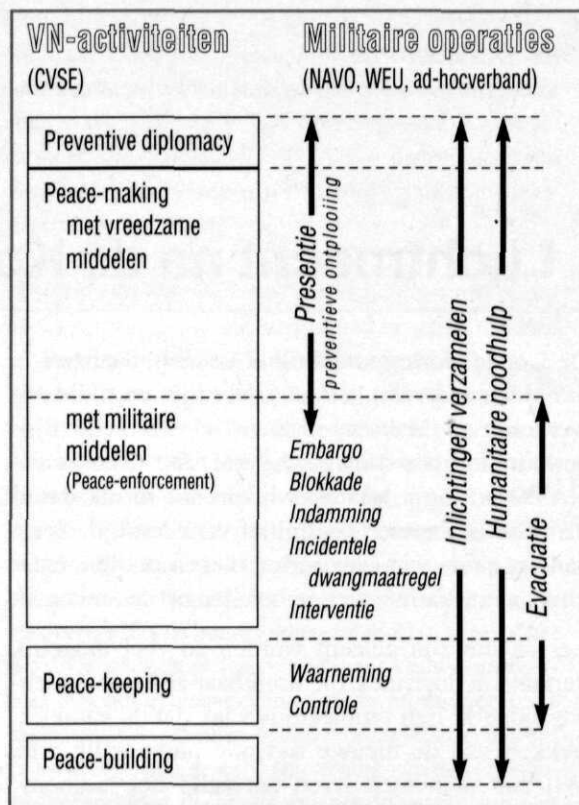 VN-activiteiten
(CVSE)
Militaire operaties
(NAVO, WEU, ad-hocverband)
Preventive diplomacy
Peace-making
met vreedzame
middelen
met militaire
middelen
(Peace-enforcement)
Peace-keeping
Peace-building
Presentie
preventieve ontplooiing
Embargo
Blokkade
Indamming
Incidentele
dwangmaatregel
Interventie
Waarneming
Controle
Inlichtingen verzamelen
Humanitaire noodhulp
Evacuatie